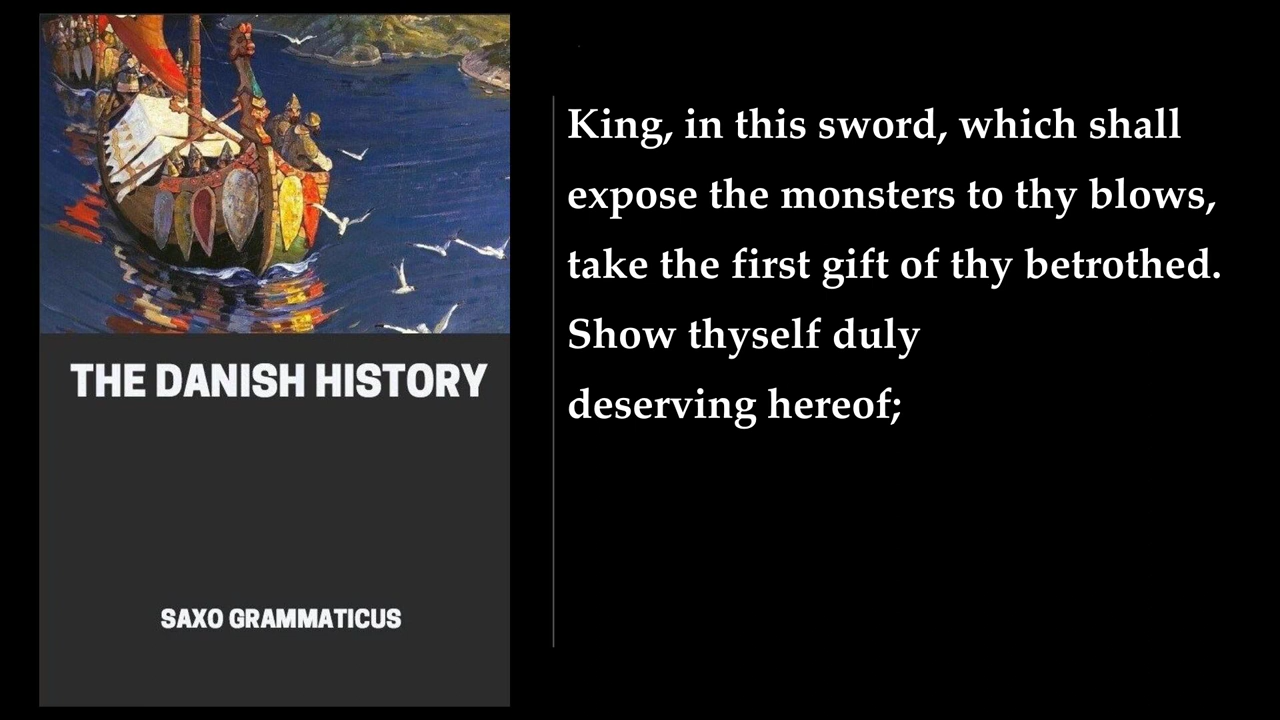 THE DANISH HISTORY
SAXO GRAMMATICUS
King, in this sword, which shall
expose the monsters to thy blows,
take the first gift of thy betrothed.
Show thyself duly
deserving hereof;